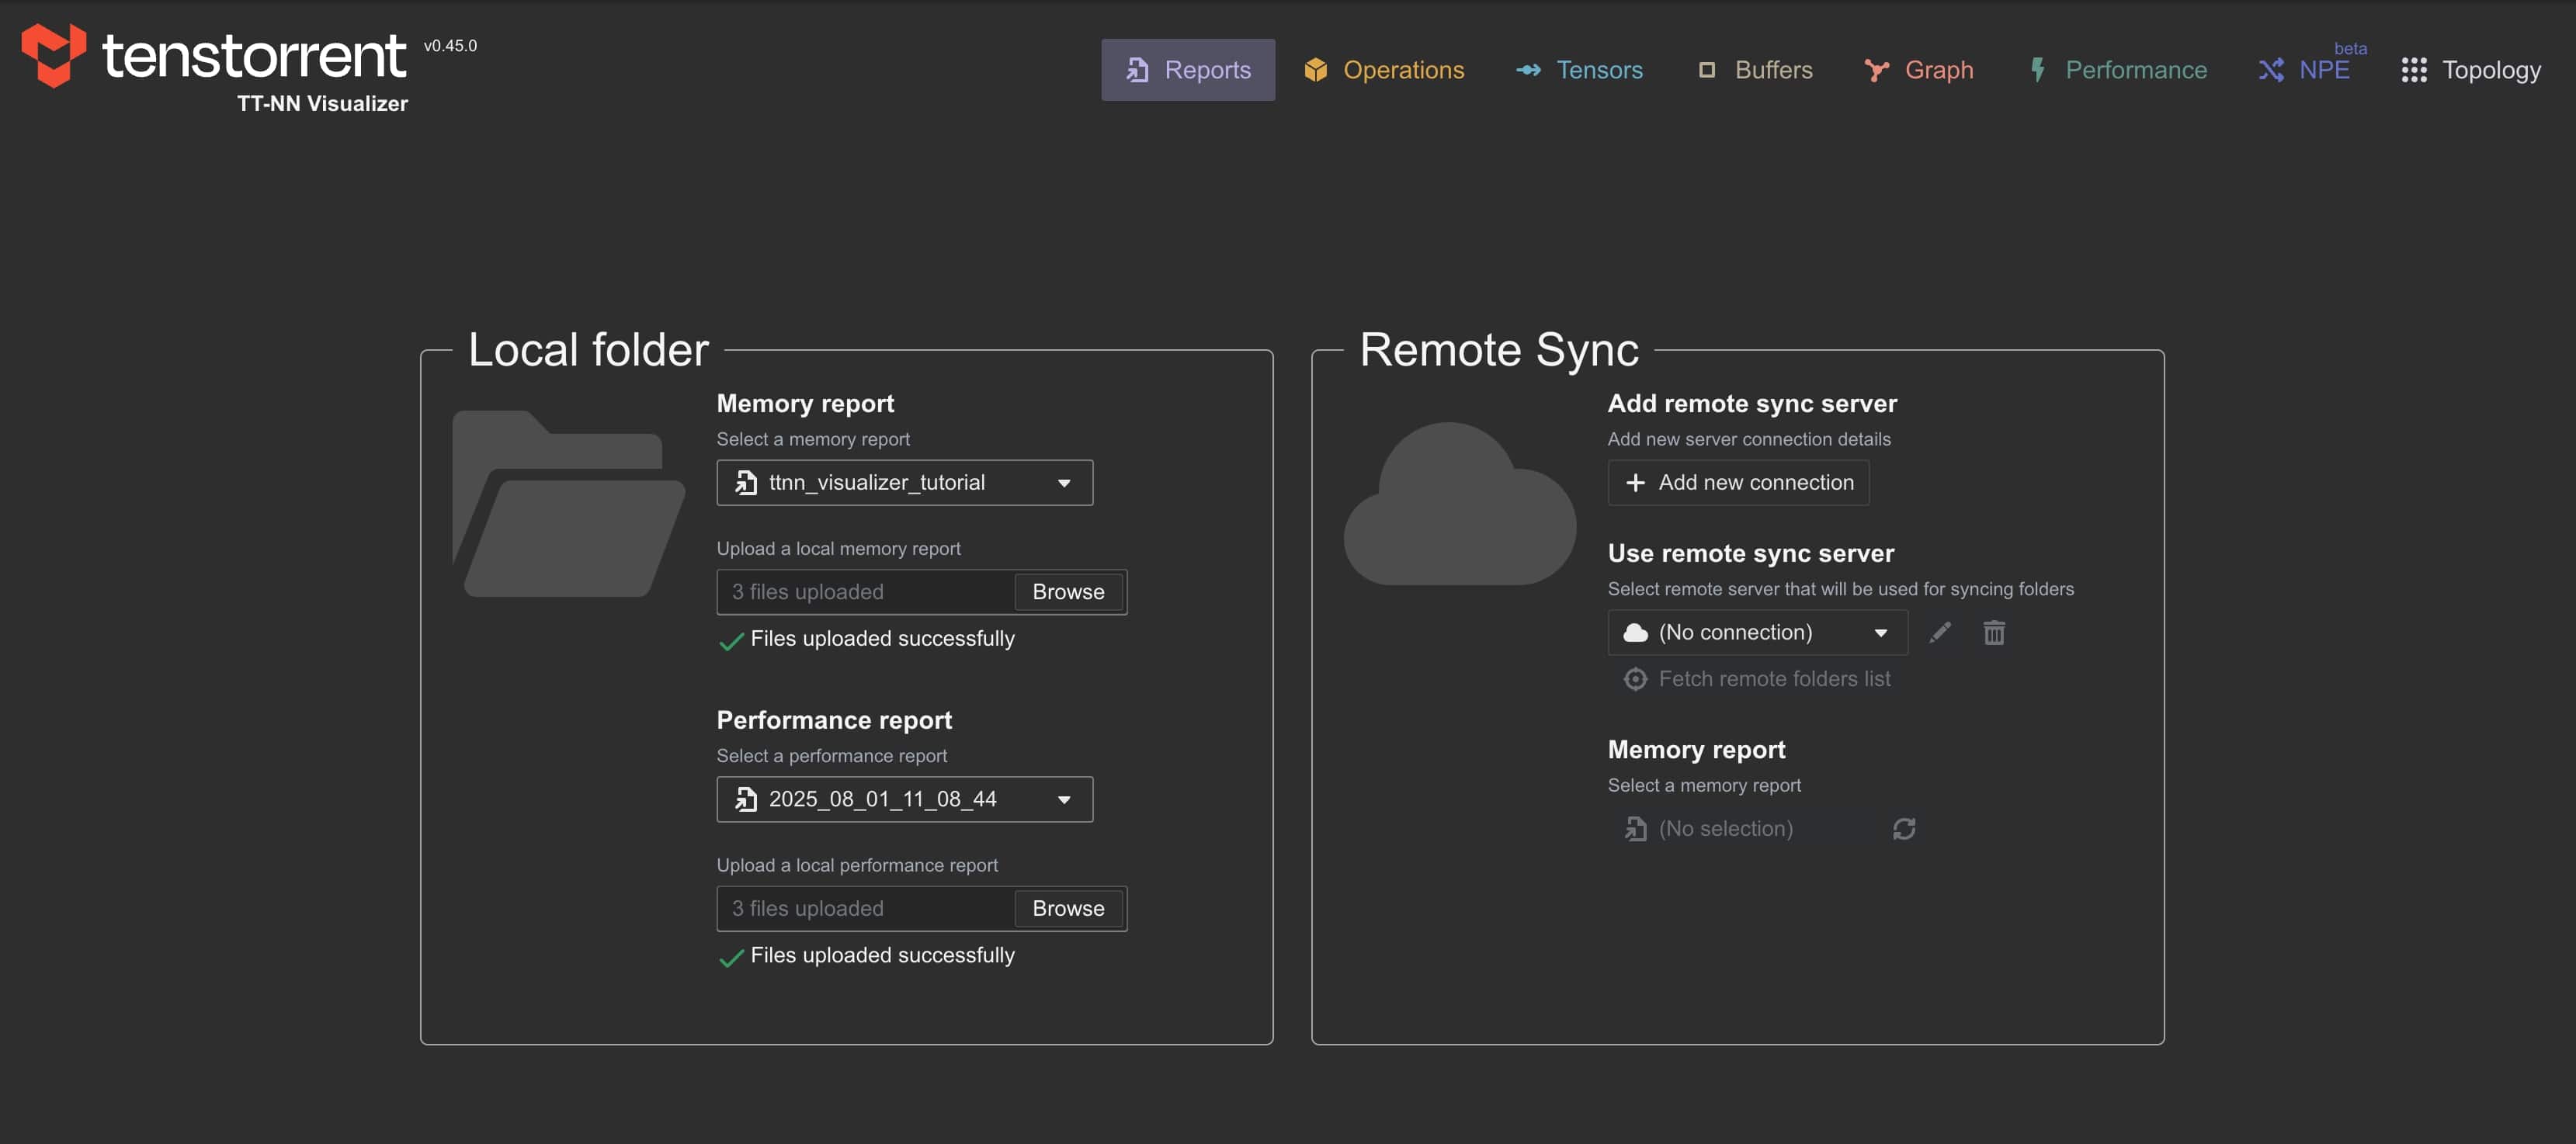 tenstorrent v0.45.0
TT-NN Visualizer
Reports Operations Tensors Buffers Graph Performance NPE beta Topology
Local folder
Memory report
Select a memory report
ttnn_visualizer_tutorial
Upload a local memory report
3 files uploaded Browse
Files uploaded successfully
Performance report
Select a performance report
2025_08_01_11_08_44
Upload a local performance report
3 files uploaded Browse
Files uploaded successfully
Remote Sync
Add remote sync server
Add new server connection details
Add new connection
Use remote sync server
Select remote server that will be used for syncing folders
(No connection)
Fetch remote folders list
Memory report
Select a memory report
(No selection)